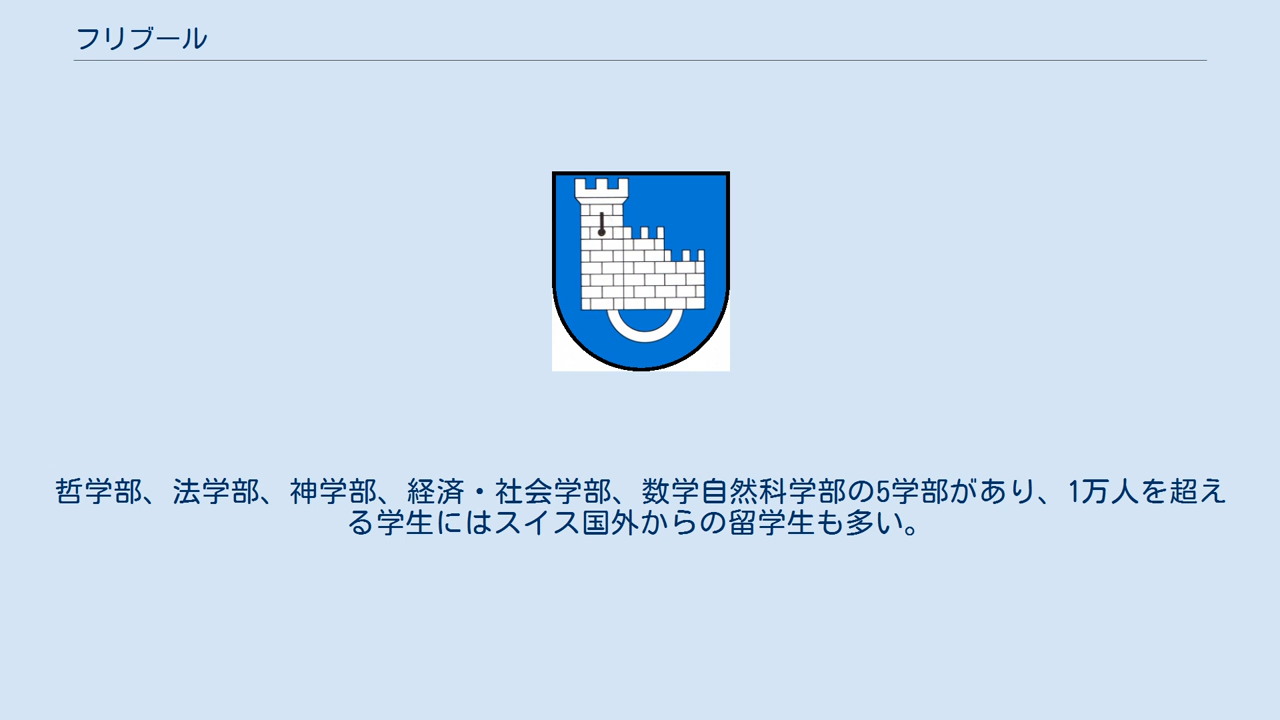 フリブール
哲学部、法学部、神学部、経済・社会学部、数学自然科学部の5学部があり、1万人を超え
る学生にはスイス国外からの留学生も多い。